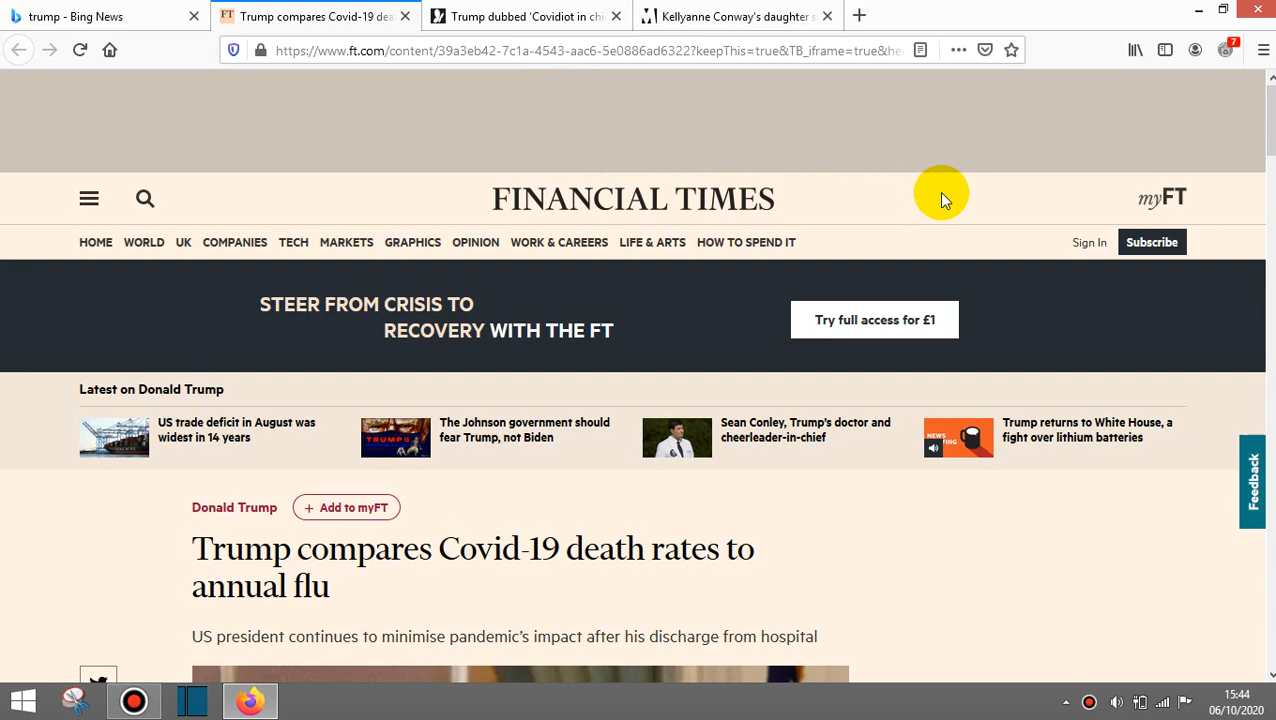 trump - Bing News
Trump compares Covid-19 dea
Trump dubbed 'Covidiot in chi
Kellyanne Conway's daughter s
https://www.ft.com/content/39a3eb42-7c1a-4543-aac6-5e0886ad6322?keepThis=true&TB_iframe=true&he
7
FINANCIAL TIMES
myFT
HOME WORLD UK COMPANIES TECH MARKETS GRAPHICS OPINION WORK & CAREERS LIFE & ARTS HOW TO SPEND IT
Sign In Subscribe
STEER FROM CRISIS TO
RECOVERY WITH THE FT
Try full access for £1
Latest on Donald Trump
US trade deficit in August was
widest in 14 years
TRUMP II
The Johnson government should
fear Trump, not Biden
Sean Conley, Trump's doctor and
cheerleader-in-chief
NEWS
Trump returns to White House, a
fight over lithium batteries
Feedback
Donald Trump + Add to myFT
Trump compares Covid-19 death rates to
annual flu
US president continues to minimise pandemic's impact after his discharge from hospital
15:44
06/10/2020